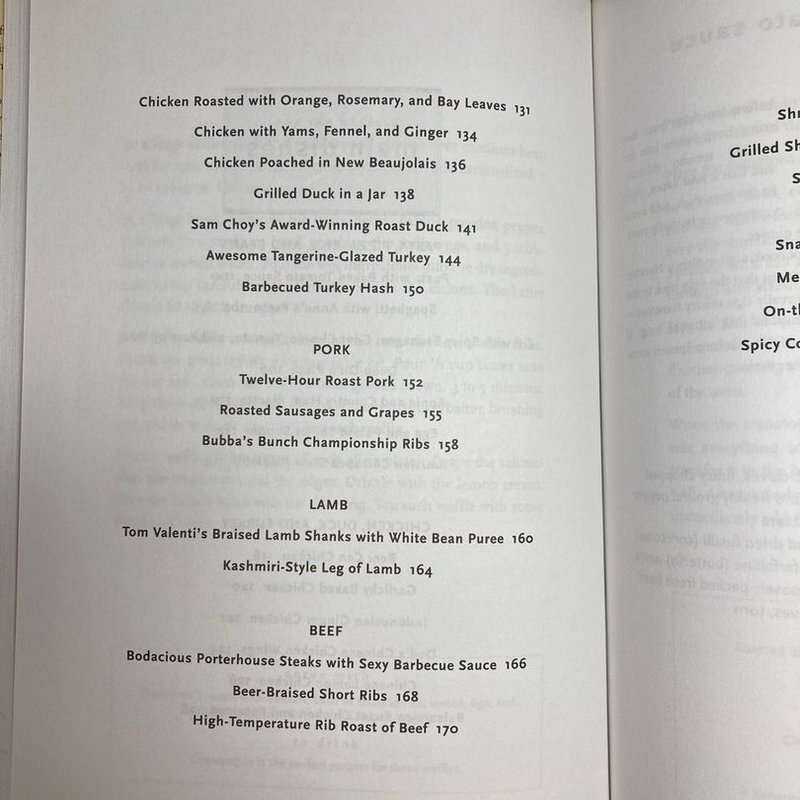 Chicken Roasted with Orange, Rosemary, and Bay Leaves 131
Chicken with Yams, Fennel, and Ginger 134
Chicken Poached in New Beaujolais 136
Grilled Duck in a Jar 138
Sam Choy's Award-Winning Roast Duck 141
Awesome Tangerine-Glazed Turkey 144
Barbecued Turkey Hash 150
PORK
Twelve-Hour Roast Pork 152
Roasted Sausages and Grapes 155
Bubba's Bunch Championship Ribs 158
LAMB
Tom Valenti's Braised Lamb Shanks with White Bean Puree 160
Kashmiri-Style Leg of Lamb 164
BEEF
Bodacious Porterhouse Steaks with Sexy Barbecue Sauce 166
Beer-Braised Short Ribs 168
High-Temperature Rib Roast of Beef 170
Grilled
Me
Spicy